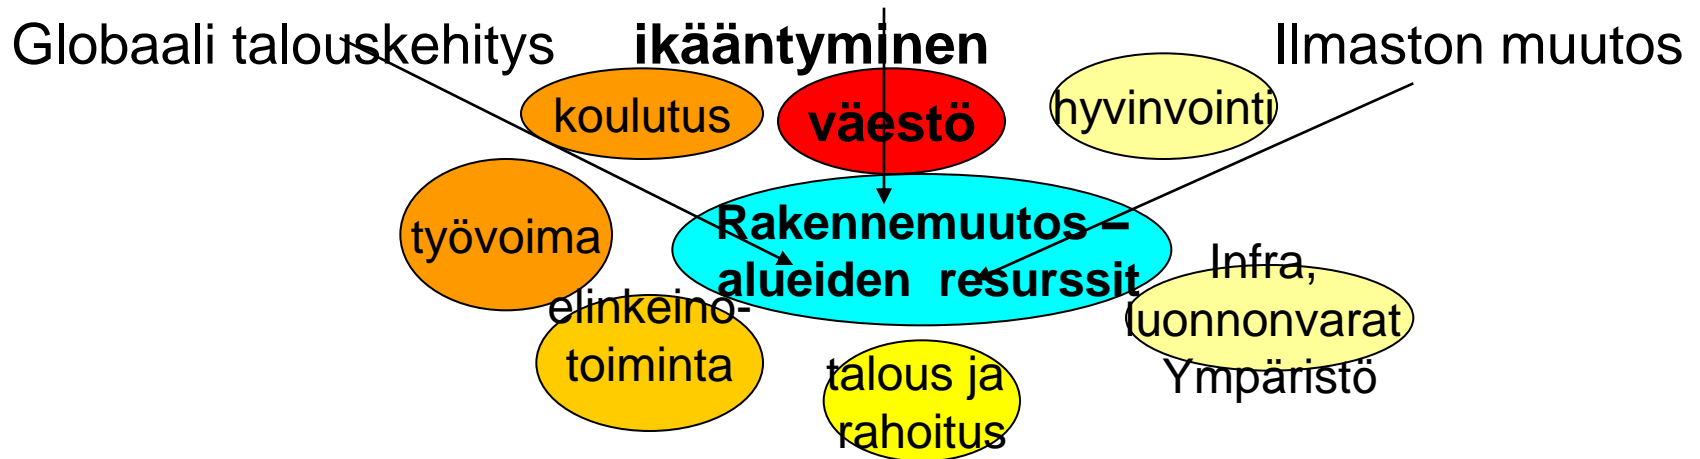 Globaali talouskehitys
ikääntyminen
Ilmaston muutos
koulutus
väestö
hyvinvointi
työvoima
Rakennemuutos –
alueiden resurssit
Infra,
luonnonvarat
Ympäristö
elinkeino-
toiminta
talous ja
rahoitus